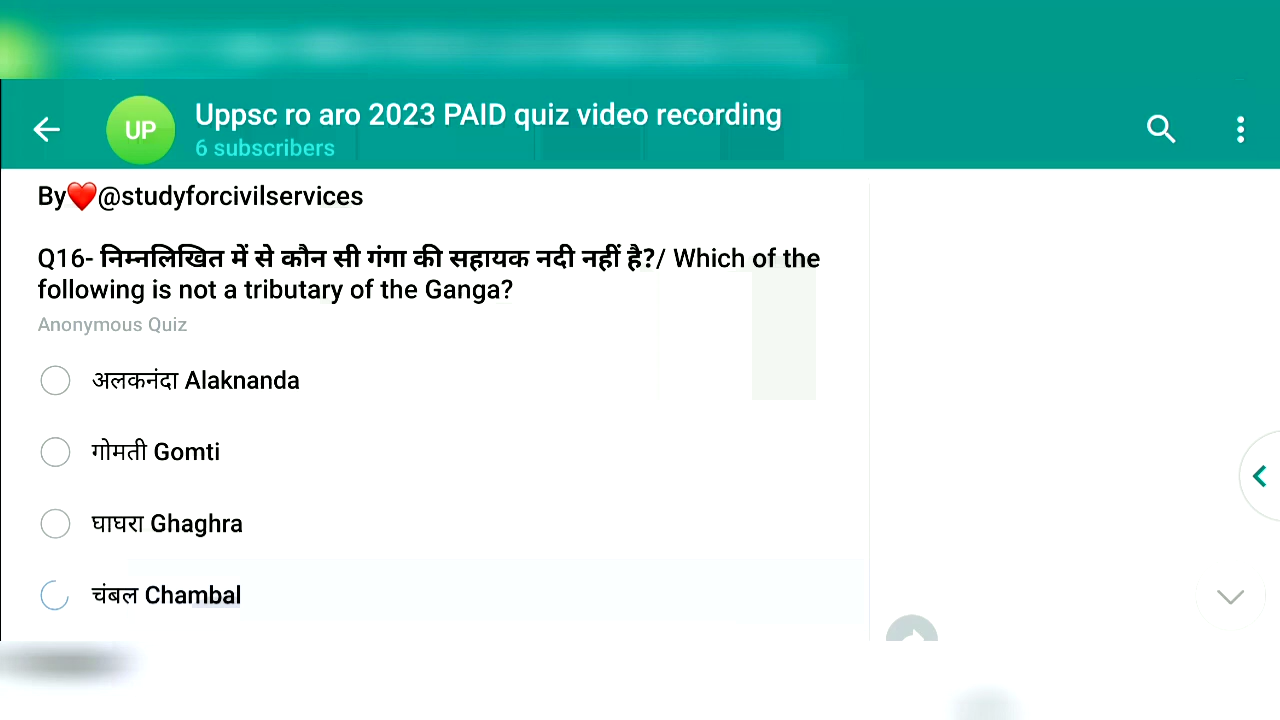 UP
Uppsc ro aro 2023 PAID quiz video recording
6 subscribers
By❤️@studyforcivilservices
Q16- निम्नलिखित में से कौन सी गंगा की सहायक नदी नहीं है?/ Which of the
following is not a tributary of the Ganga?
Anonymous Quiz
अलकनंदा Alaknanda
गोमती Gomti
घाघरा Ghaghra
चंबल Chambal